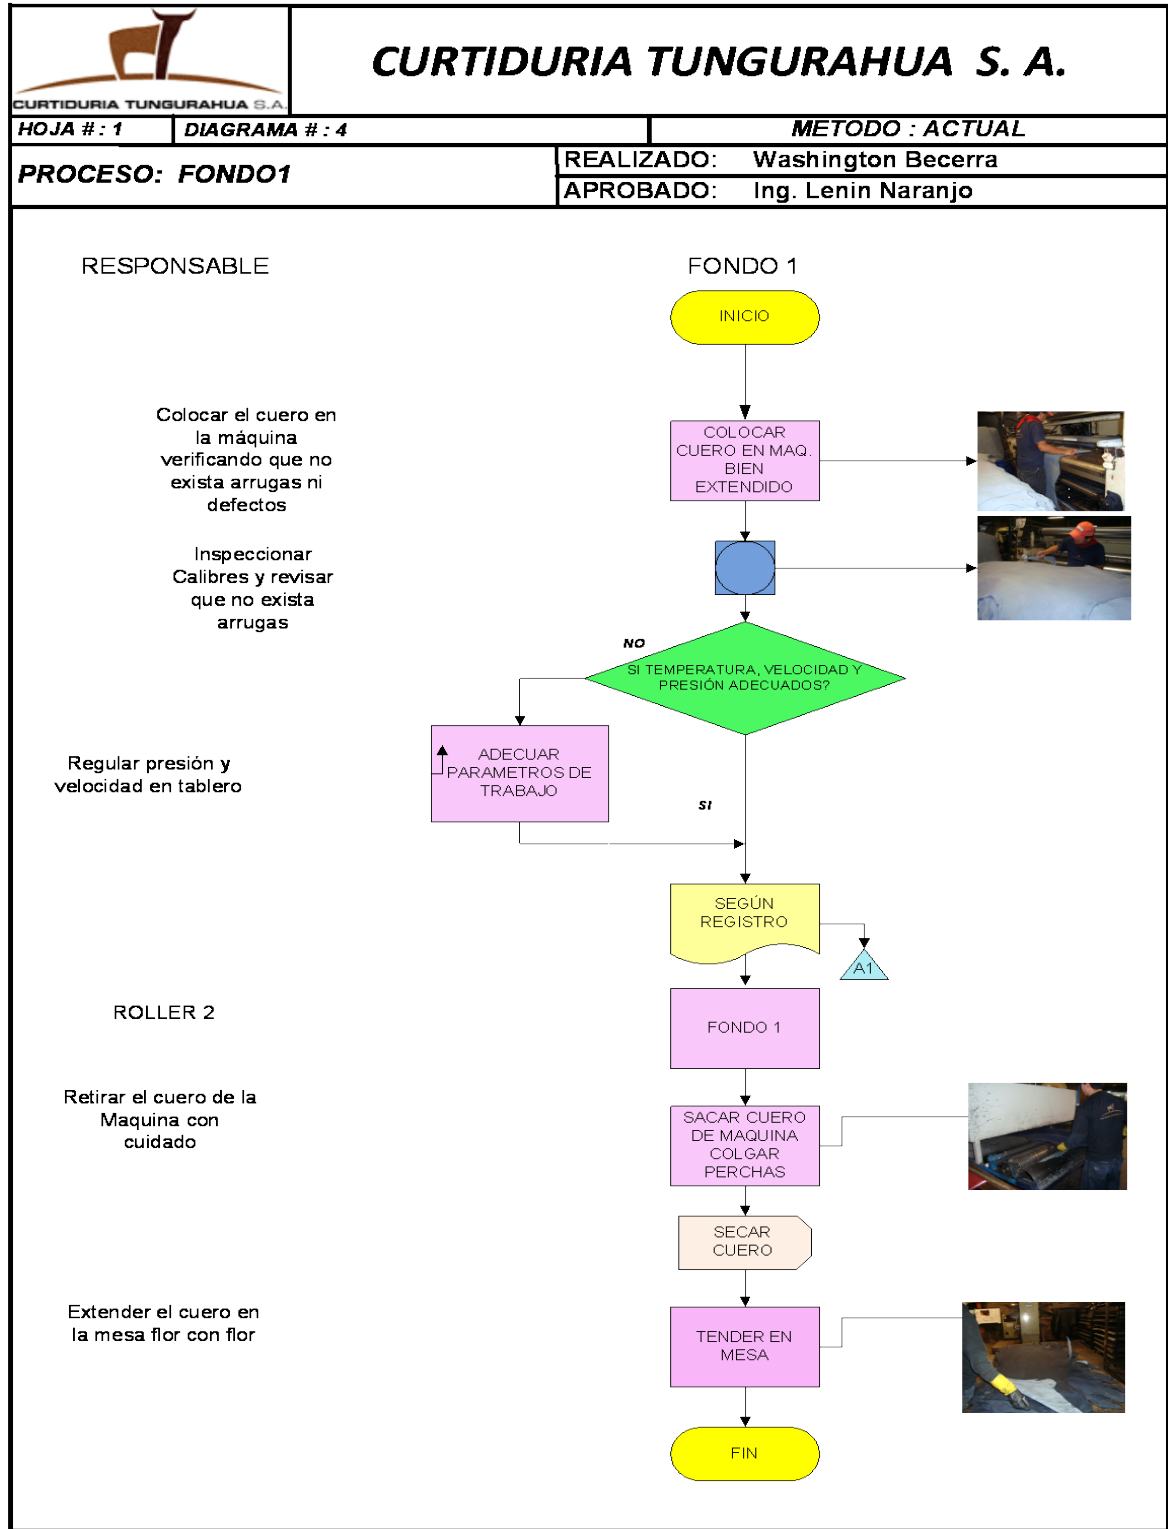 CURTIDURIA TUNGURAHUA S.A.
CURTIDURIA TUNGURAHUA S. A.
HOJA # : 1
DIAGRAMA # : 4
METODO : ACTUAL
PROCESO: FONDO1
REALIZADO: Washington Becerra
APROBADO: Ing. Lenin Naranjo
RESPONSABLE
FONDO 1
INICIO
Colocar el cuero en
la máquina
verificando que no
exista arrugas ni
defectos
COLOCAR
CUERO EN MAQ.
BIEN
EXTENDIDO
Inspeccionar
Calibres y revisar
que no exista
arrugas
NO
SI TEMPERATURA, VELOCIDAD Y
PRESIÓN ADECUADOS?
Regular presión y
velocidad en tablero
ADECUAR
PARAMETROS DE
TRABAJO
SI
SEGÚN
REGISTRO
A1
ROLLER 2
FONDO 1
Retirar el cuero de la
Maquina con
cuidado
SACAR CUERO
DE MAQUINA
COLGAR
PERCHAS
SECAR
CUERO
Extender el cuero en
la mesa flor con flor
TENDER EN
MESA
FIN